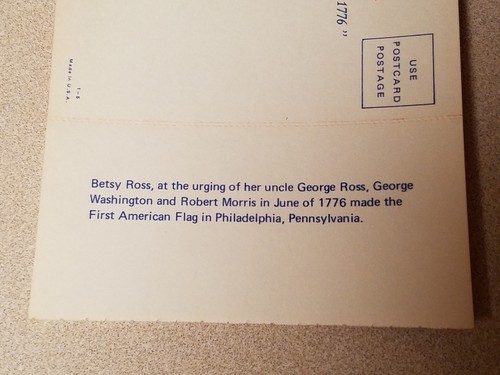 1776 "
USE
POSTCARD
POSTAGE
Made in U.S.A.
Betsy Ross, at the urging of her uncle George Ross, George
Washington and Robert Morris in June of 1776 made the
First American Flag in Philadelphia, Pennsylvania.